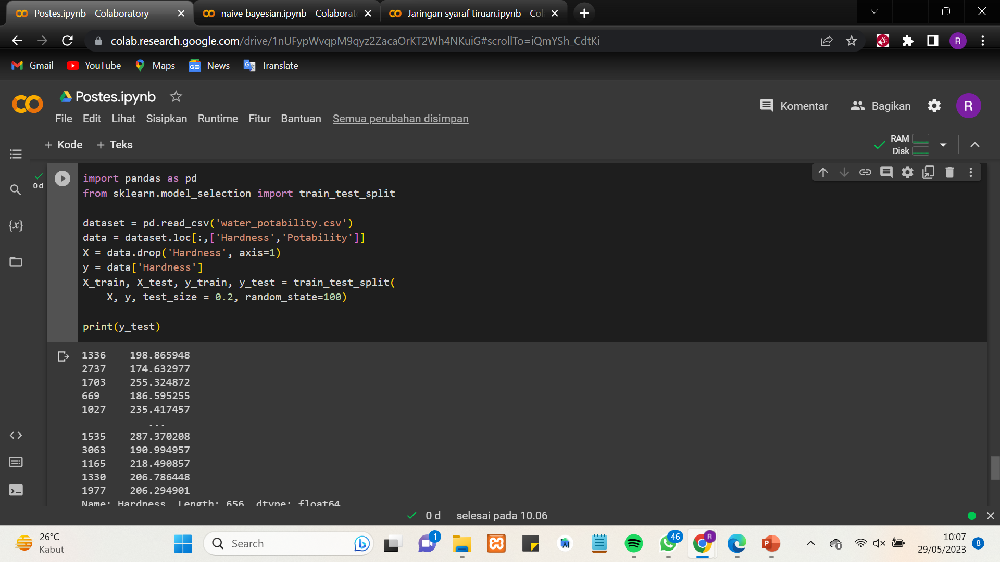 Postes.ipynb - Colaboratory
naive bayesian.ipynb - Colaborat
Jaringan syaraf tiruan.ipynb - Col
colab.research.google.com/drive/1nUFypWvqpM9qyz2ZacaOrKT2Wh4NKuiG#scrollTo=iQmYSh_CdtKi
R
Gmail
YouTube
Maps
News
Translate
Postes.ipynb
Komentar
Bagikan
R
File Edit Lihat Sisipkan Runtime Fitur Bantuan Semua perubahan disimpan
+ Kode + Teks
RAM
Disk
0 d
import pandas as pd
from sklearn.model_selection import train_test_split
dataset = pd.read_csv('water_potability.csv')
data = dataset.loc[:,['Hardness','Potability']]
X = data.drop('Hardness', axis=1)
y = data['Hardness']
X_train, X_test, y_train, y_test = train_test_split(
X, y, test_size = 0.2, random_state=100)
print(y_test)
1336 198.865948
2737 174.632977
1703 255.324872
669 186.595255
1027 235.417457
...
1535 287.370208
3063 190.994957
1165 218.490857
1330 206.786448
1977 206.294901
Name: Hardness, Length: 656, dtype: float64
0 d selesai pada 10.06
26°C
Kabut
Search
1
46
R
10:07
29/05/2023
8